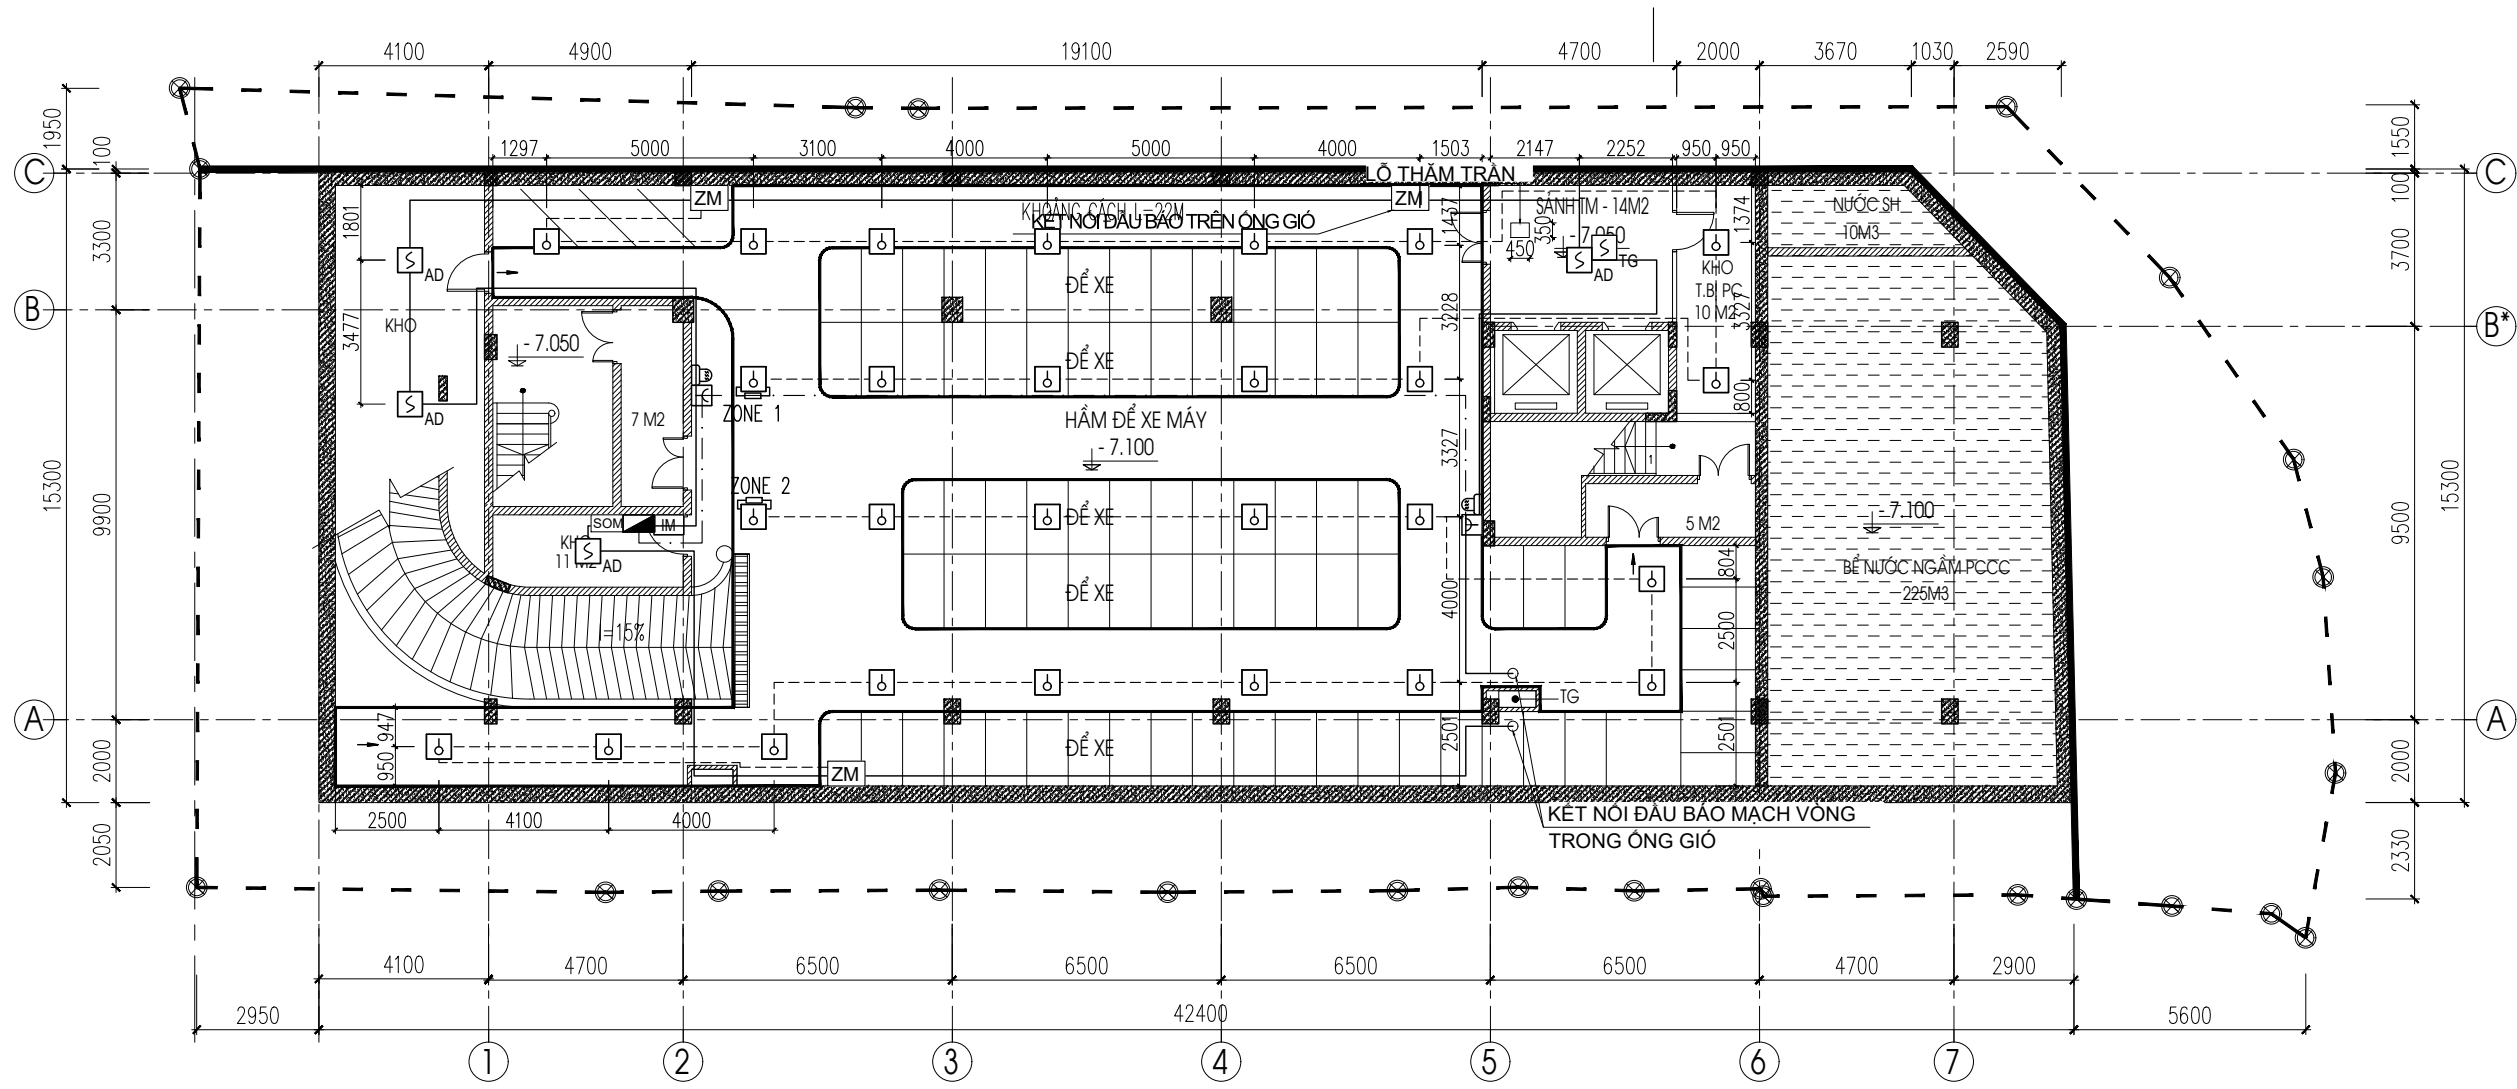 4100 4900 19100 4700 2000 3670 1030 2590
1950 100 3300 9900 2000 2050 15300
1550 100 3700 9500 2000 2330 15300
1297 5000 3100 4000 5000 4000 1503 2147 2252 950 950
C C
LỖ THĂM TRẦN
ZM ZM
KHOẢNG CÁCH L=22M
KẾT NỐI ĐẦU BÁO TRÊN ỐNG GIÓ
SẢNH TM - 14M2
NƯỚC SH
10M3
1801 1437 350 1374
-7.050
450
AD TG
AD
KHO
T.BỊ PC
10 M2
ĐỂ XE
B B*
KHO
3477 3228 3327
-7.050
ĐỂ XE
AD
7 M2
ZONE 1
HẦM ĐỂ XE MÁY
-7.100
800
3327
1
ZONE 2
SOM IM
KHO
11 M2
AD
ĐỂ XE
5 M2
-7.100
BỂ NƯỚC NGẦM PCCC
225M3
804
ĐỂ XE
4000
i=15%
2500
TG
A A
947
950
2501 2501
ĐỂ XE
ZM
2500 4100 4000
KẾT NỐI ĐẦU BÁO MẠCH VÒNG
TRONG ỐNG GIÓ
4100 4700 6500 6500 6500 6500 4700 2900
2950 42400 5600
1 2 3 4 5 6 7